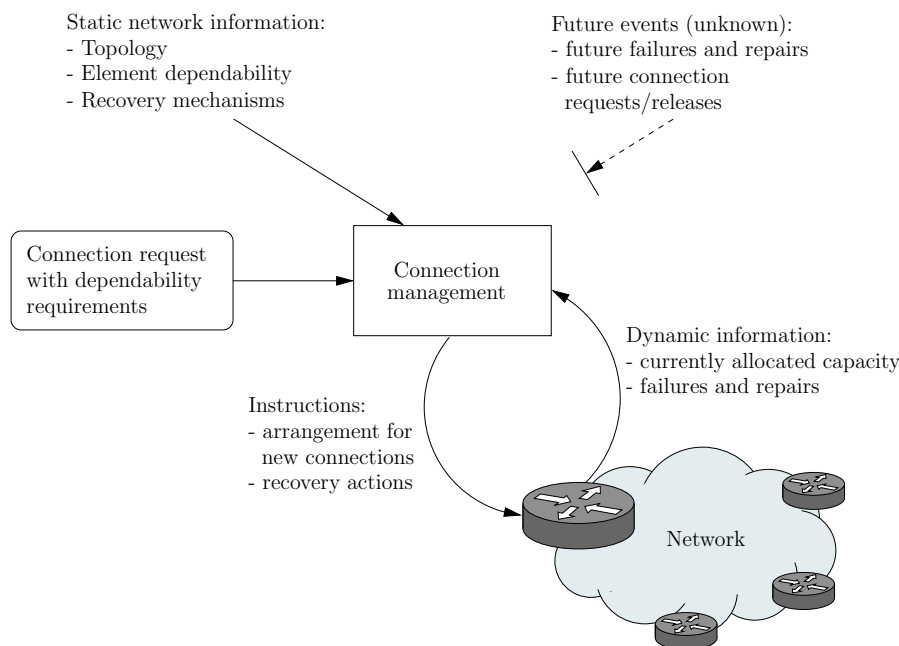 Static network information:
- Topology
- Element dependability
- Recovery mechanisms
Future events (unknown):
- future failures and repairs
- future connection
requests/releases
Connection request
with dependability
requirements
Connection
management
Dynamic information:
- currently allocated capacity
- failures and repairs
Instructions:
- arrangement for
new connections
- recovery actions
Network